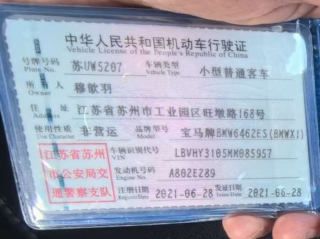 中华人民共和国机动车行驶证
Vehicle License of the People's Republic of China
号牌号码 苏UW5207 车辆类型 小型普通客车
Plate No. Vehicle Type
所有人 穆歆羽
Owner
住址 江苏省苏州市工业园区旺墩路168号
Address
使用性质 非营运 品牌型号 宝马牌BMW6462ES(BMWX1)
Use Character Model
江苏省苏州
市公安局交
通警察支队
车辆识别代号 LBVHY3105MM085957
VIN
发动机号码 A802E289
Engine No.
注册日期 2021-06-28 发证日期 2021-06-28
Register Date Issue Date